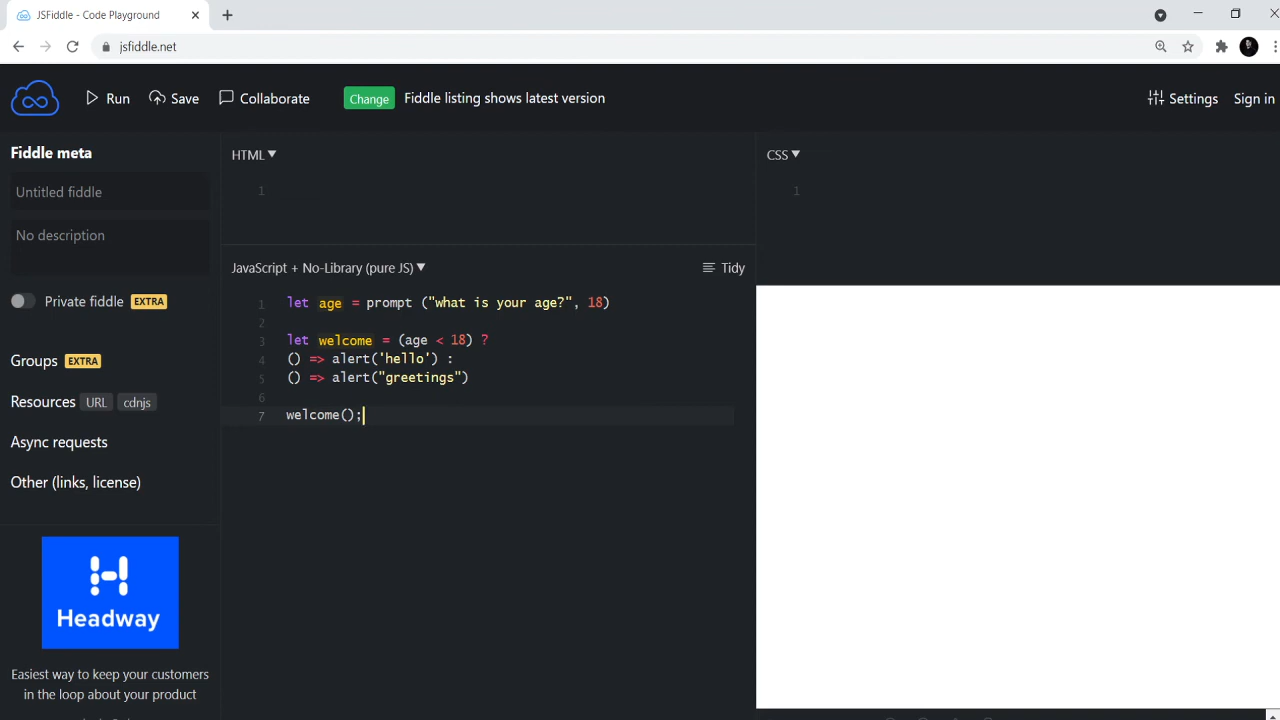 JSFiddle - Code Playground
jsfiddle.net
Run
Save
Collaborate
Change
Fiddle listing shows latest version
Settings
Sign in
Fiddle meta
Untitled fiddle
No description
Private fiddle EXTRA
Groups EXTRA
Resources URL cdnjs
Async requests
Other (links, license)
Headway
Easiest way to keep your customers
in the loop about your product
HTML
1
CSS
1
JavaScript + No-Library (pure JS)
Tidy
1 let age = prompt ("what is your age?", 18)
2
3 let welcome = (age < 18) ?
4 () => alert('hello') :
5 () => alert("greetings")
6
7 welcome();